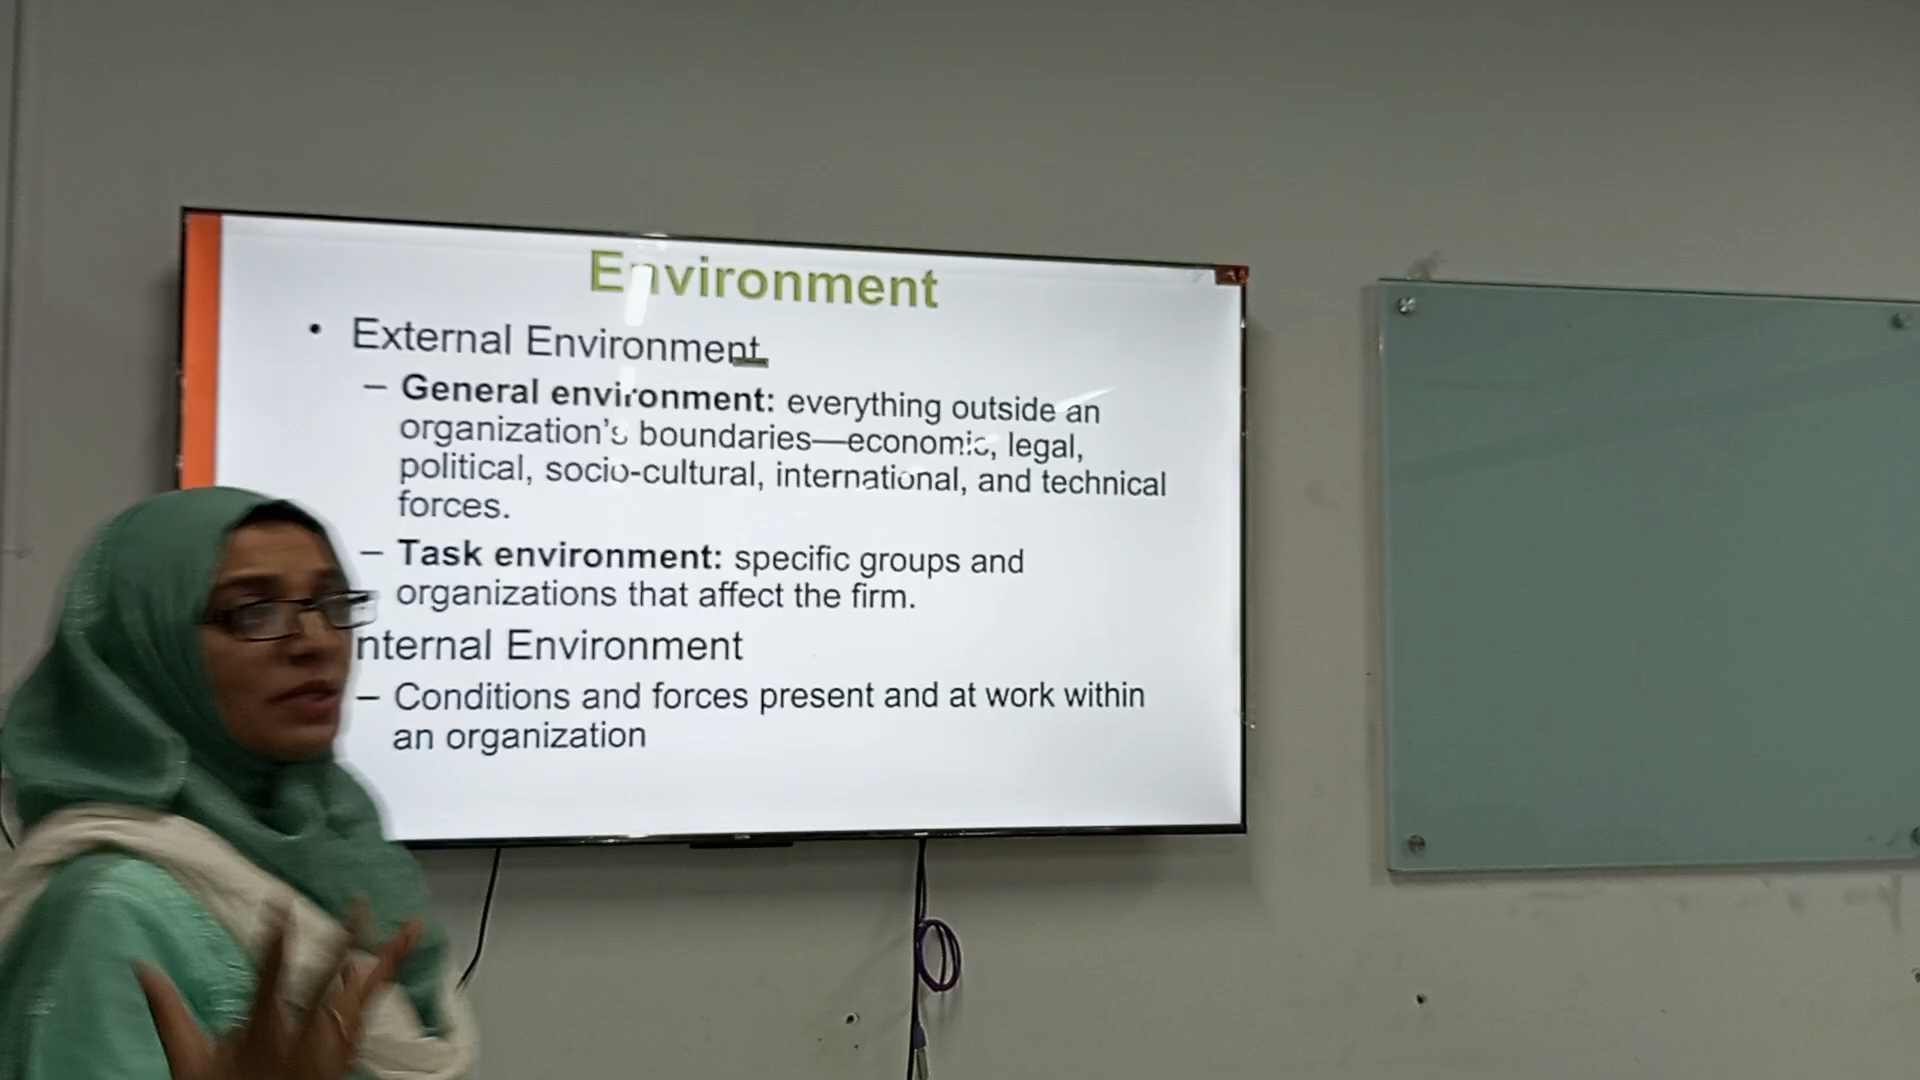 Environment
• External Environment
– General environment: everything outside an
organization's boundaries—economic, legal,
political, socio-cultural, international, and technical
forces.
– Task environment: specific groups and
organizations that affect the firm.
nternal Environment
– Conditions and forces present and at work within
an organization